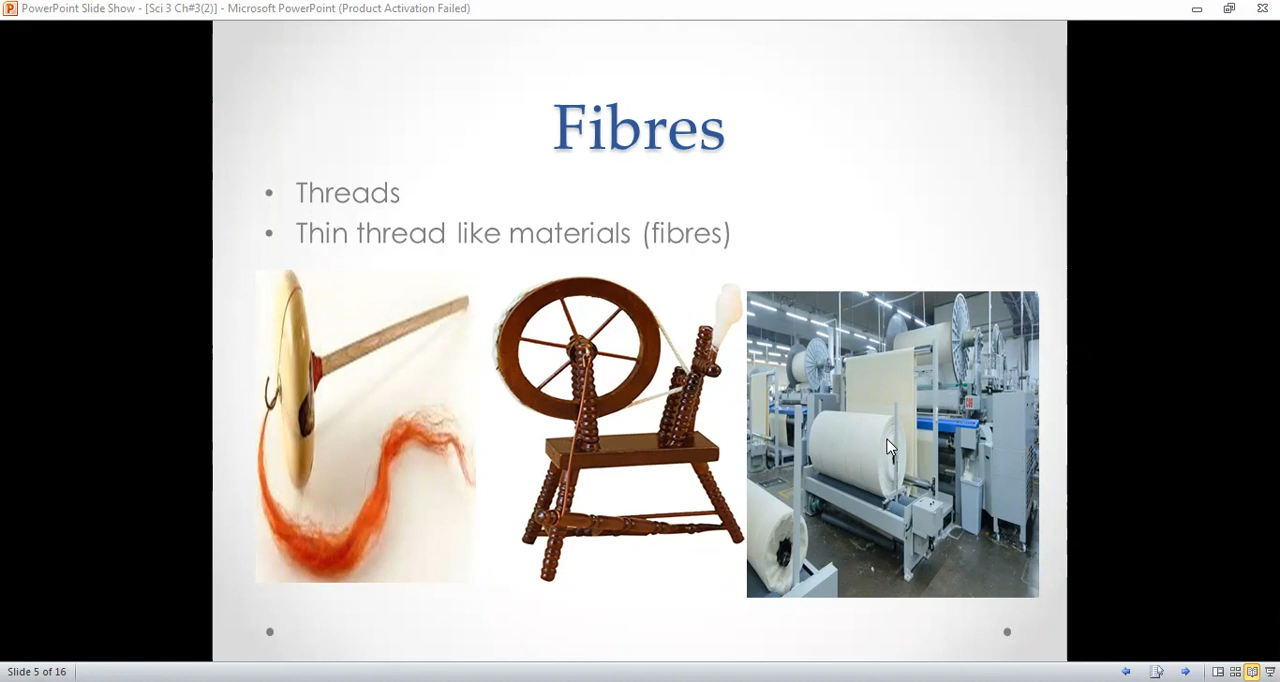 PowerPoint Slide Show - [Sci 3 Ch#3(2)] - Microsoft PowerPoint (Product Activation Failed)
Fibres
• Threads
• Thin thread like materials (fibres)
Slide 5 of 16